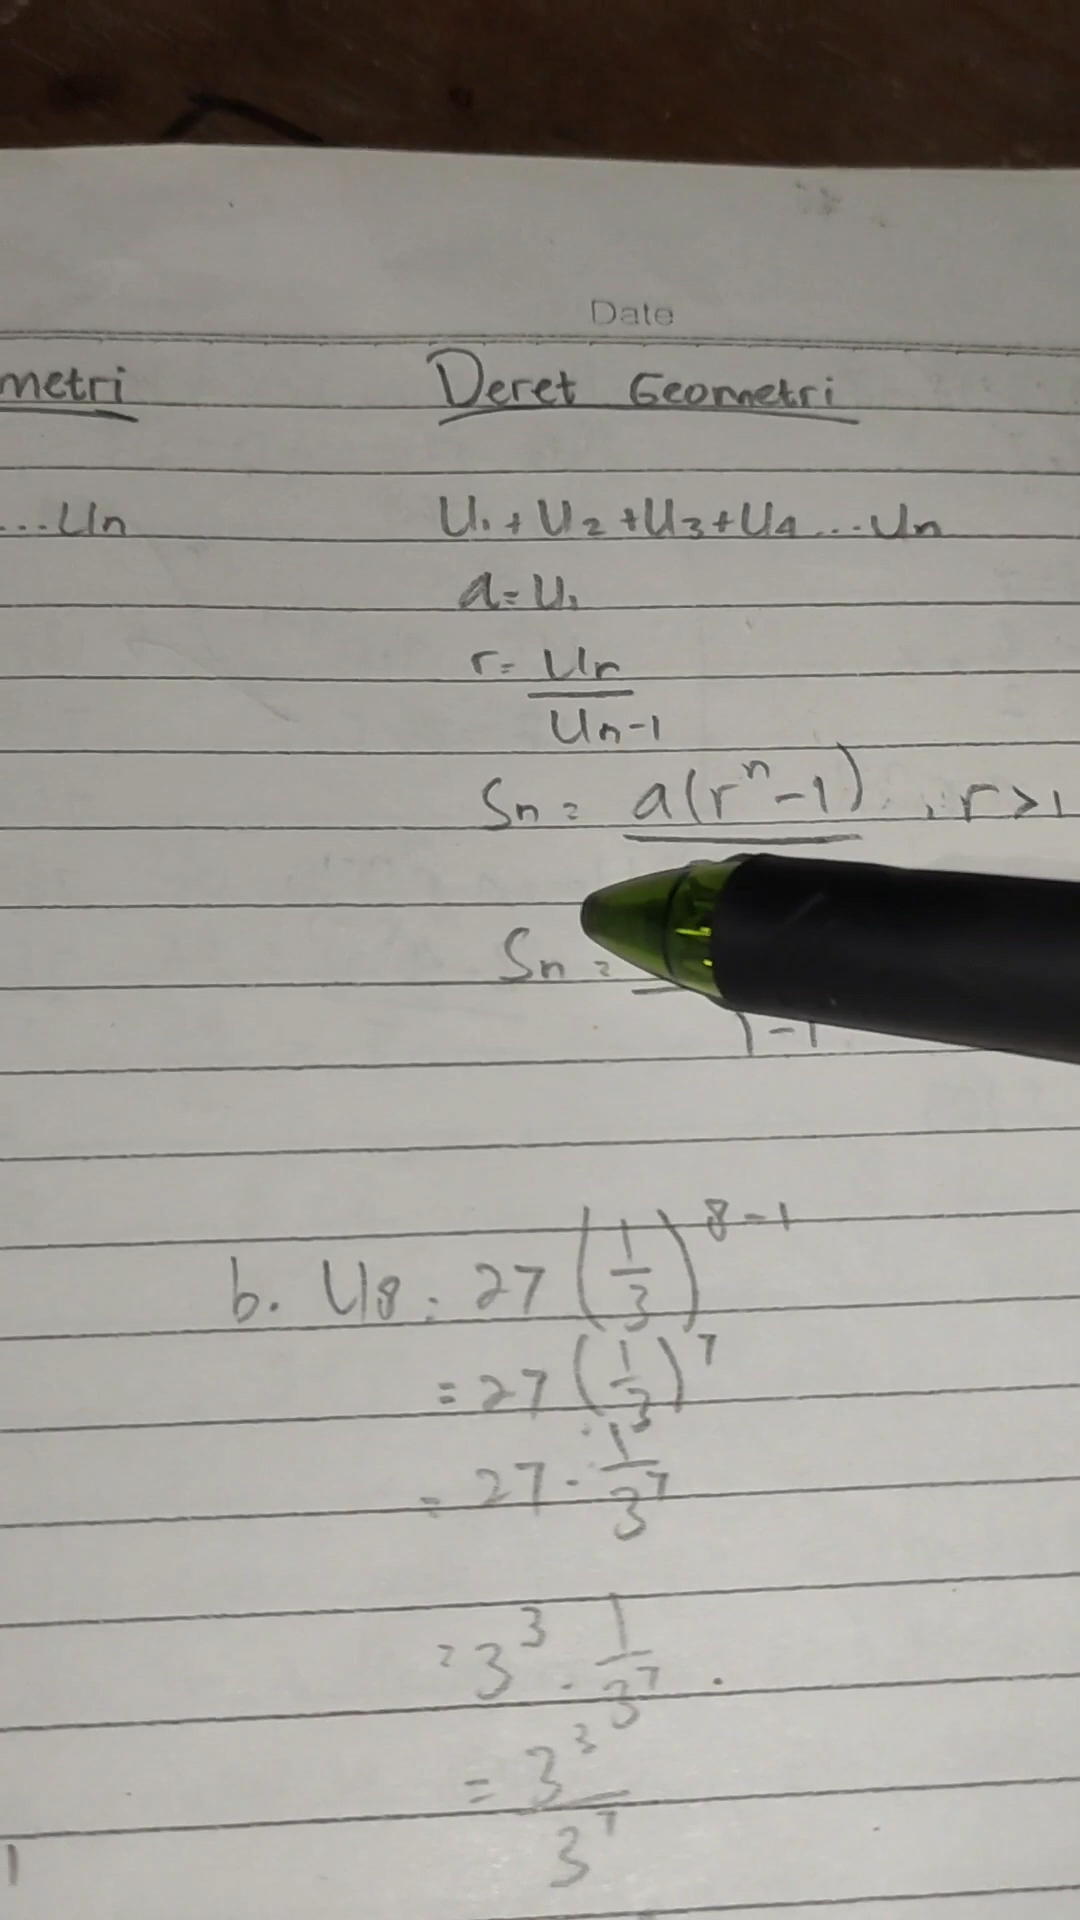 Date
metri Deret Geometri
...Un U1 + U2 + U3 + U4 ... Un
a = U1
r = Un
Un-1
Sn = a(r^n - 1) , r > 1
Sn =
b. U8 = 27 (1/3)^8-1
= 27 (1/3)^7
= 27 . 1/3^7
= 3^3 . 1/3^7 .
= 3^3
3^7
1